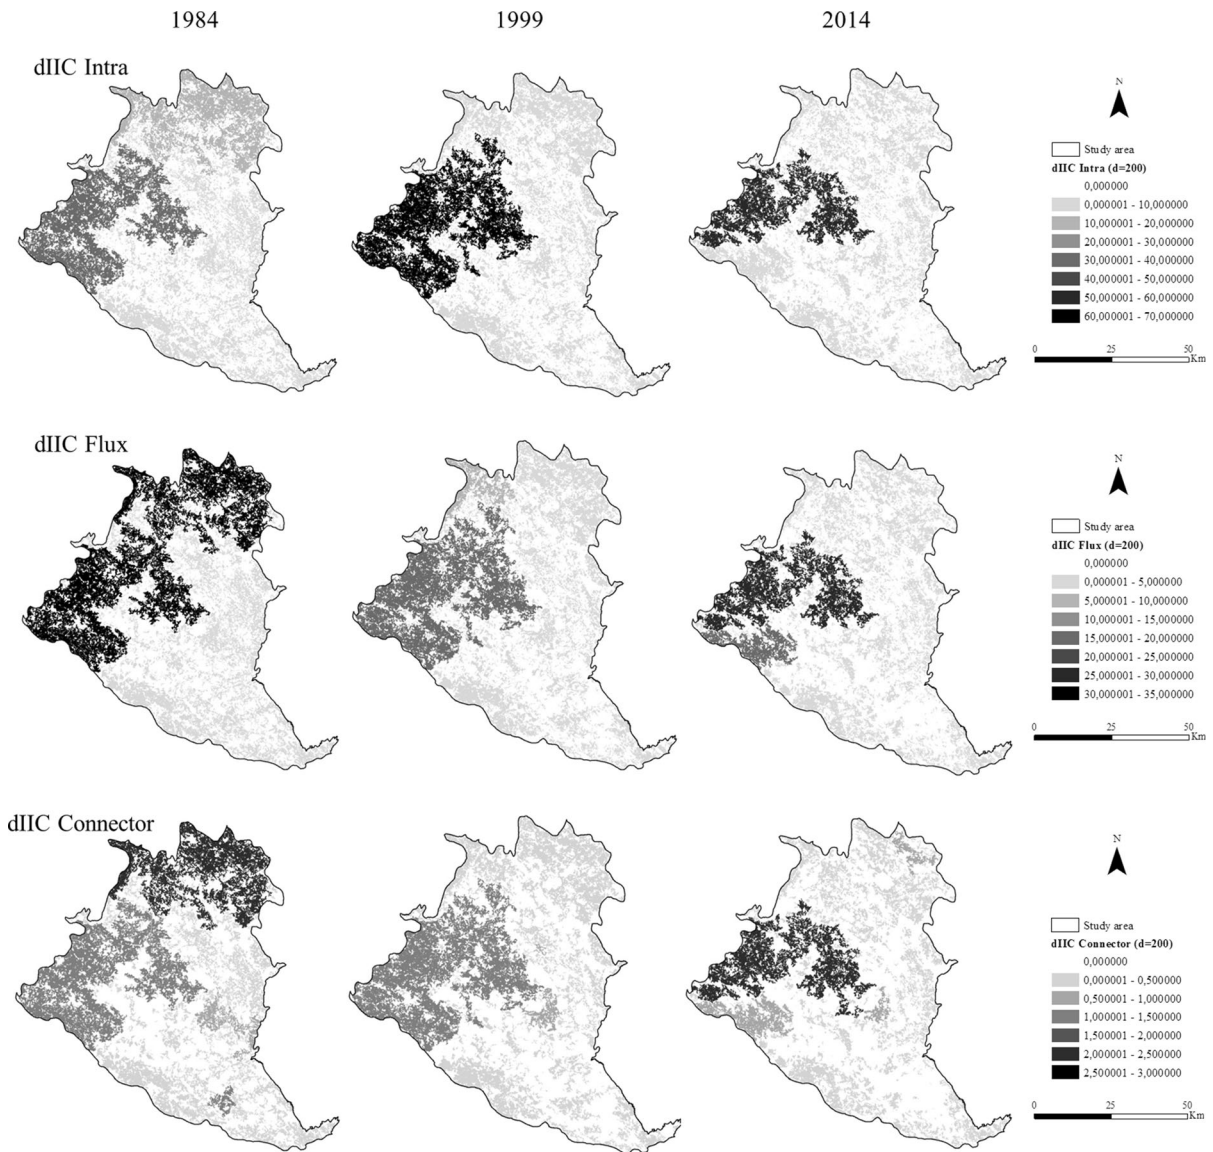 1984 1999 2014
dIIC Intra
N
Study area
dIIC Intra (d=200)
0,000000
0,000001 - 10,000000
10,000001 - 20,000000
20,000001 - 30,000000
30,000001 - 40,000000
40,000001 - 50,000000
50,000001 - 60,000000
60,000001 - 70,000000
0 25 50
Km
dIIC Flux
N
Study area
dIIC Flux (d=200)
0,000000
0,000001 - 5,000000
5,000001 - 10,000000
10,000001 - 15,000000
15,000001 - 20,000000
20,000001 - 25,000000
25,000001 - 30,000000
30,000001 - 35,000000
0 25 50
Km
dIIC Connector
N
Study area
dIIC Connector (d=200)
0,000000
0,000001 - 0,500000
0,500001 - 1,000000
1,000001 - 1,500000
1,500001 - 2,000000
2,000001 - 2,500000
2,500001 - 3,000000
0 25 50
Km